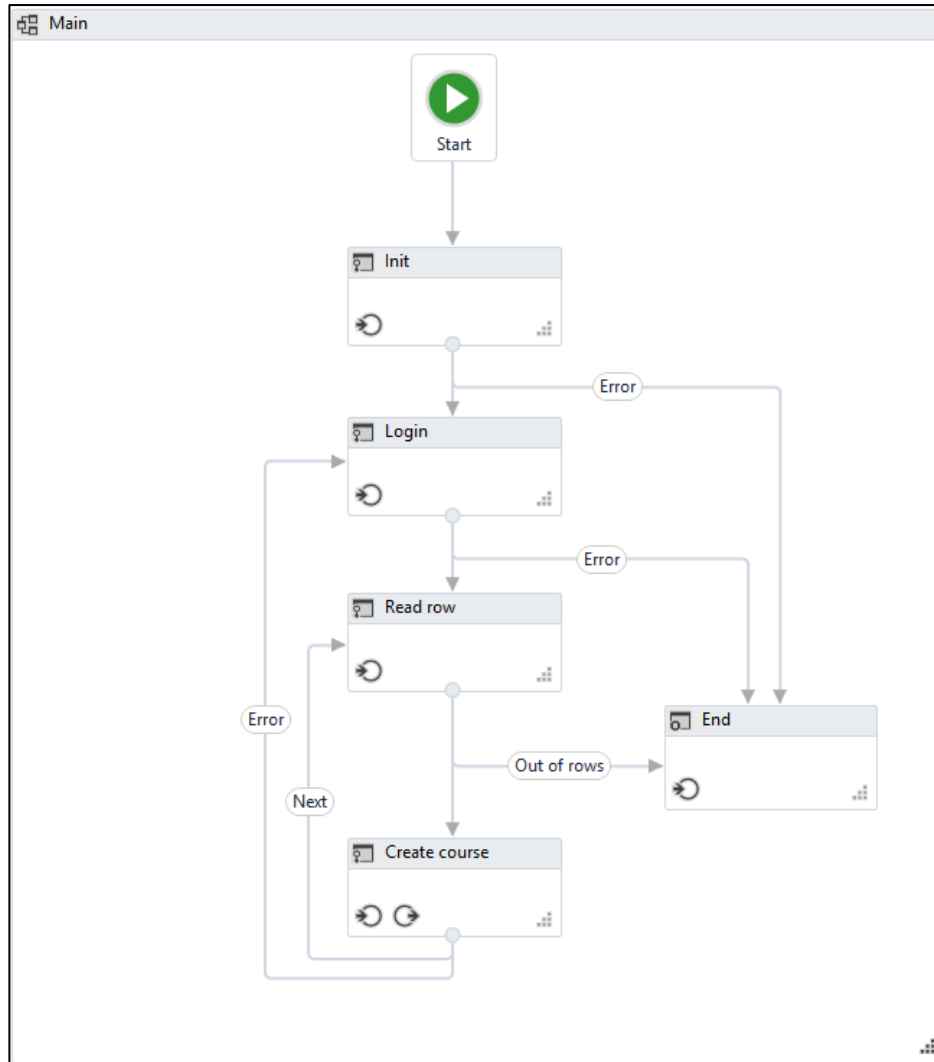 Main
Start
Init
Error
Login
Error
Read row
Error
End
Out of rows
Next
Create course